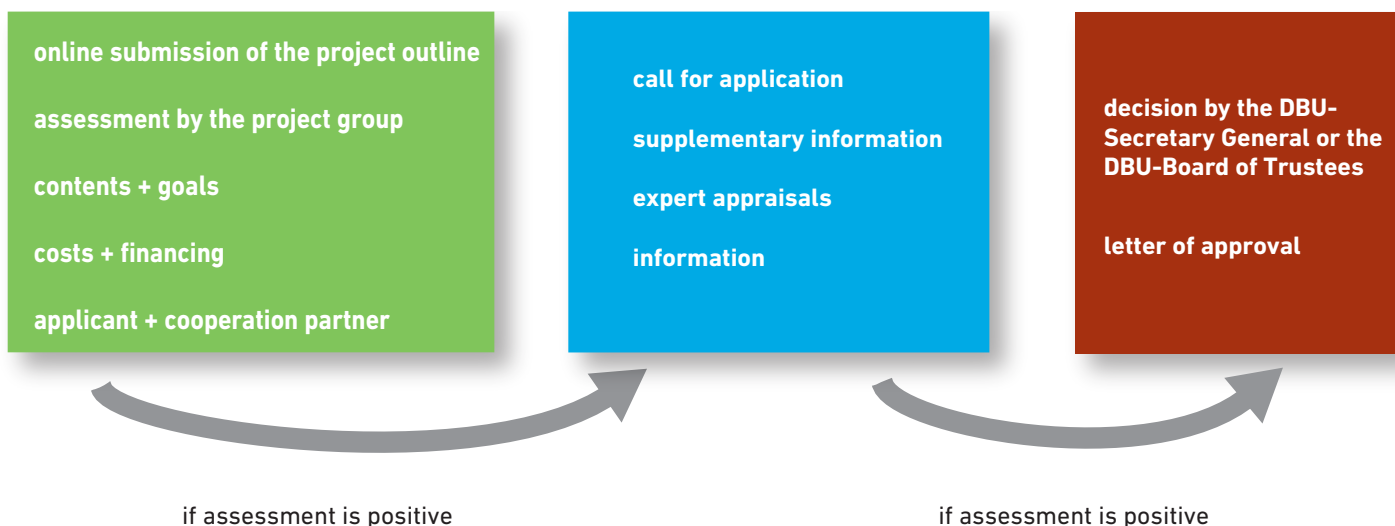 online submission of the project outline
assessment by the project group
contents + goals
costs + financing
applicant + cooperation partner
call for application
supplementary information
expert appraisals
information
decision by the DBU-
Secretary General or the
DBU-Board of Trustees
letter of approval
if assessment is positive
if assessment is positive